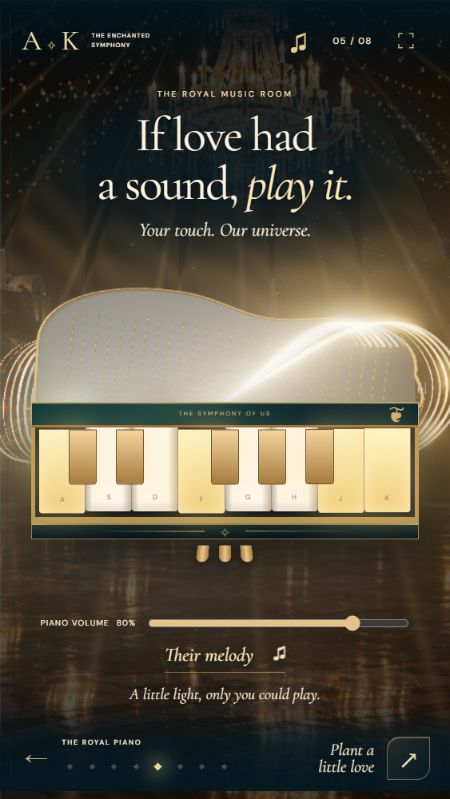 A K
THE ENCHANTED
SYMPHONY
05 / 08
THE ROYAL MUSIC ROOM
If love had
a sound, play it.
Your touch. Our universe.
THE SYMPHONY OF US
A S D F G H J K
PIANO VOLUME 80%
Their melody
A little light, only you could play.
THE ROYAL PIANO
Plant a
little love